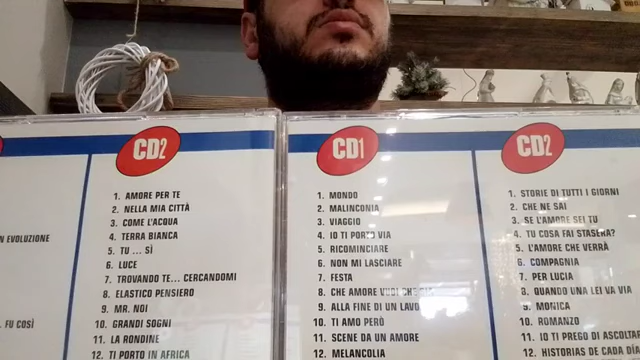 N EVOLUZIONE
. FU COSÌ
CD2
1. AMORE PER TE
2. NELLA MIA CITTÀ
3. COME L'ACQUA
4. TERRA BIANCA
5. TU ... SÌ
6. LUCE
7. TROVANDO TE... CERCANDOMI
8. ELASTICO PENSIERO
9. MR. NOI
10. GRANDI SOGNI
11. LA RONDINE
12. TI PORTO IN AFRICA
CD1
1. MONDO
2. MALINCONIA
3. VIAGGIO
4. IO TI PORTO VIA
5. RICOMINCIARE
6. NON MI LASCIARE
7. FESTA
8. CHE AMORE VUOI CHE SIA
9. ALLA FINE DI UN LAVO
10. TI AMO PERÒ
11. SCENE DA UN AMORE
12. MELANCOLIA
CD2
1. STORIE DI TUTTI I GIORNI
2. CHE NE SAI
3. SE L'AMORE SEI TU
4. TU COSA FAI STASERA?
5. L'AMORE CHE VERRÀ
6. COMPAGNIA
7. PER LUCIA
8. QUANDO UNA LEI VA VIA
9. MONICA
10. ROMANZO
11. IO TI PREGO DI ASCOLTAR
12. HISTORIAS DE CADA DÍA